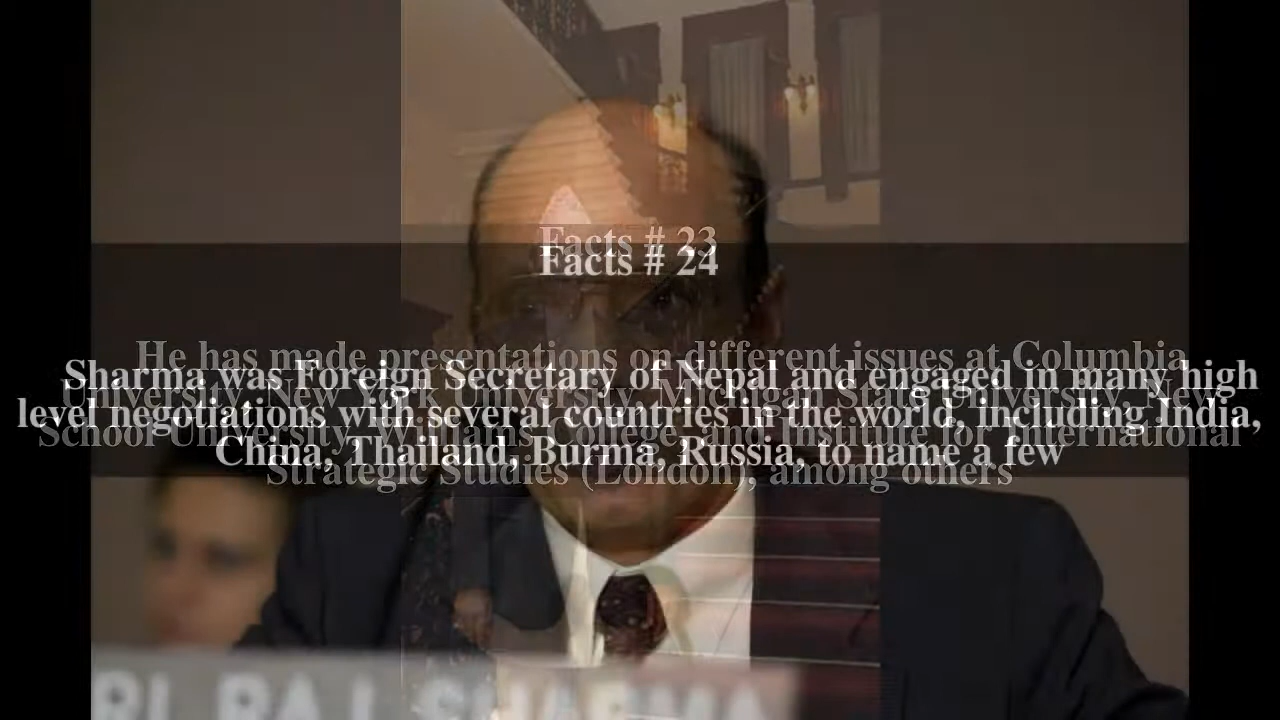 Facts # 23
Facts # 24
He has made presentations on different issues at Columbia
Sharma was Foreign Secretary of Nepal and engaged in many high
University, New York University, Michigan State University, New
level negotiations with several countries in the world, including India,
School University, Williams College and Institute for International
China, Thailand, Burma, Russia, to name a few
Strategic Studies (London), among others
RI RAJ SHARMA